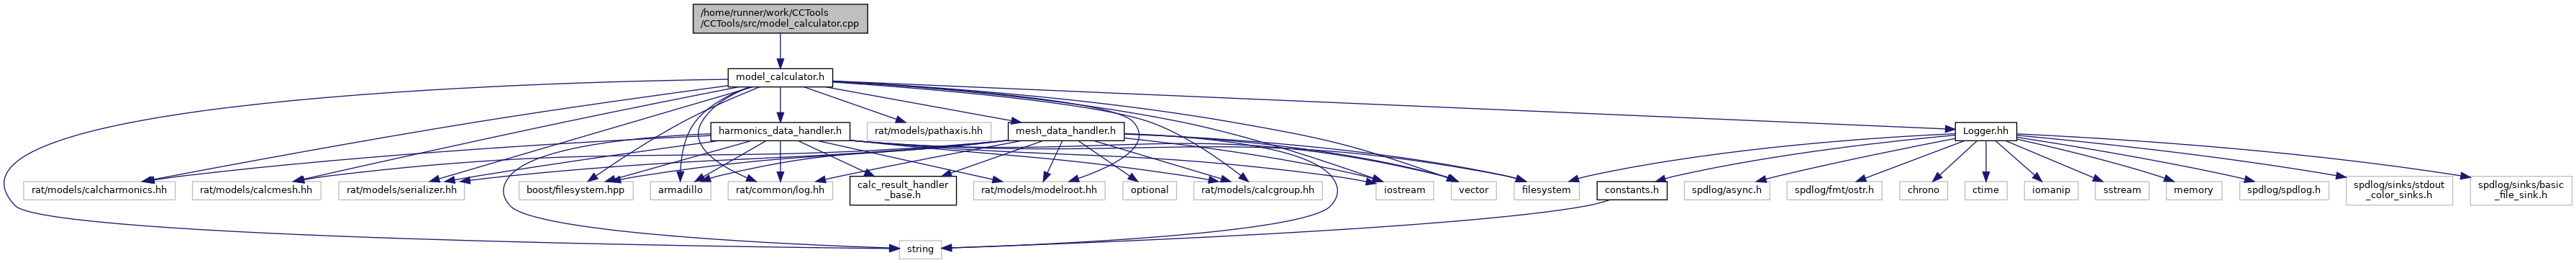 /home/runner/work/CCTools
/CCTools/src/model_calculator.cpp
model_calculator.h
harmonics_data_handler.h
rat/models/pathaxis.hh
mesh_data_handler.h
Logger.hh
rat/models/calcharmonics.hh
rat/models/calcmesh.hh
rat/models/serializer.hh
boost/filesystem.hpp
armadillo
rat/common/log.hh
calc_result_handler
_base.h
rat/models/modelroot.hh
optional
rat/models/calcgroup.hh
iostream
vector
filesystem
constants.h
spdlog/async.h
spdlog/fmt/ostr.h
chrono
ctime
iomanip
sstream
memory
spdlog/spdlog.h
spdlog/sinks/stdout
_color_sinks.h
spdlog/sinks/basic
_file_sink.h
string